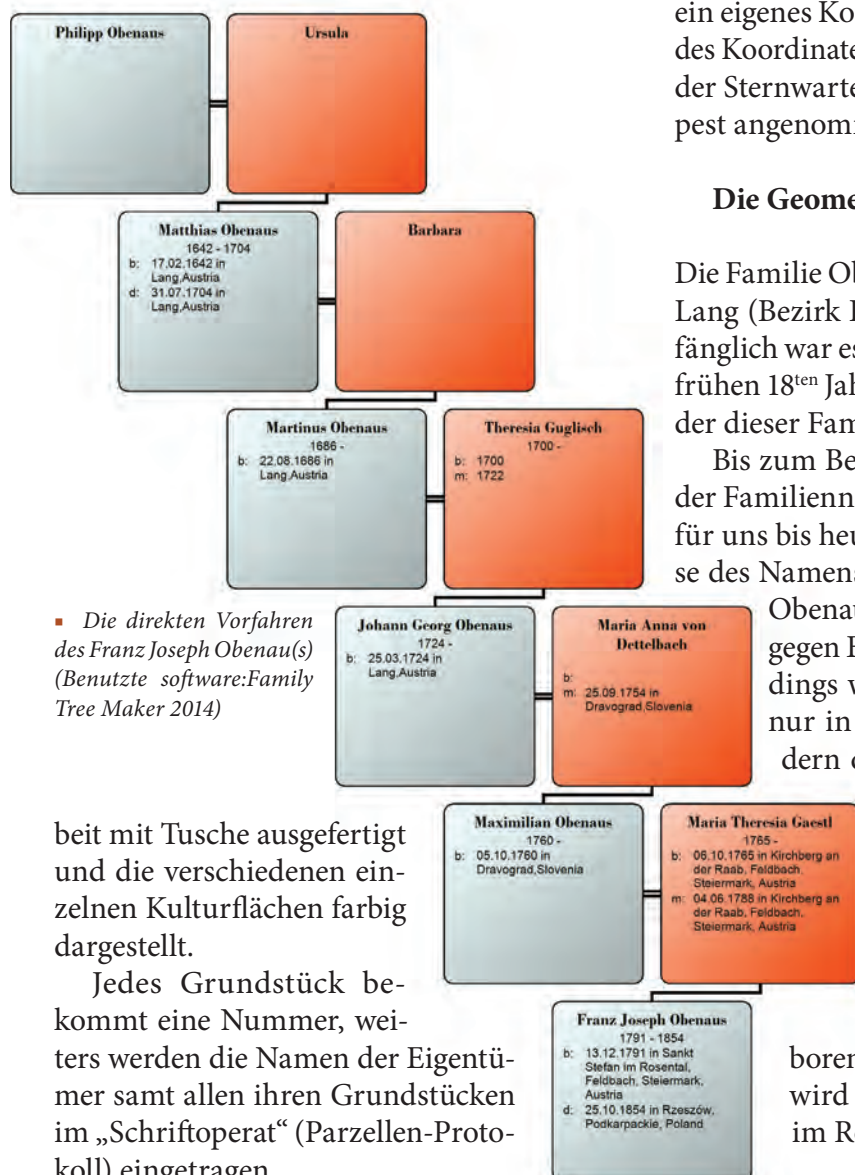 Philipp Obenaus
Ursula
Matthias Obenaus
1642 - 1704
b: 17.02.1642 in
Lang,Austria
d: 31.07.1704 in
Lang,Austria
Barbara
Martinus Obenaus
1686 -
b: 22.08.1686 in
Lang,Austria
Theresia Guglisch
1700 -
b: 1700
m: 1722
Johann Georg Obenaus
1724 -
b: 25.03.1724 in
Lang,Austria
Maria Anna von
Dettelbach
b:
m: 25.09.1754 in
Dravograd,Slovenia
Maximilian Obenaus
1760 -
b: 05.10.1760 in
Dravograd,Slovenia
Maria Theresia Gaestl
1765 -
b: 06.10.1765 in Kirchberg an
der Raab, Feldbach,
Steiermark, Austria
m: 04.06.1788 in Kirchberg an
der Raab, Feldbach,
Steiermark, Austria
Franz Joseph Obenaus
1791 - 1854
b: 13.12.1791 in Sankt
Stefan im Rosental,
Feldbach, Steiermark,
Austria
d: 25.10.1854 in Rzeszów,
Podkarpackie, Poland
▪ Die direkten Vorfahren
des Franz Joseph Obenau(s)
(Benutzte software:Family
Tree Maker 2014)
beit mit Tusche ausgefertigt
und die verschiedenen ein-
zelnen Kulturflächen farbig
dargestellt.
Jedes Grundstück be-
kommt eine Nummer, wei-
ters werden die Namen der Eigentü-
mer samt allen ihren Grundstücken
im „Schriftoperat“ (Parzellen-Proto-
koll) eingetragen
ein eigenes Ko
des Koordinate
der Sternwarte
pest angenom
Die Geome
Die Familie Ob
Lang (Bezirk
fänglich war es
frühen 18ten Jah
der dieser Fam
Bis zum Be
der Familienn
für uns bis heu
se des Namens
Obenau
gegen
dings
nur in
dern
boren
wird
im R